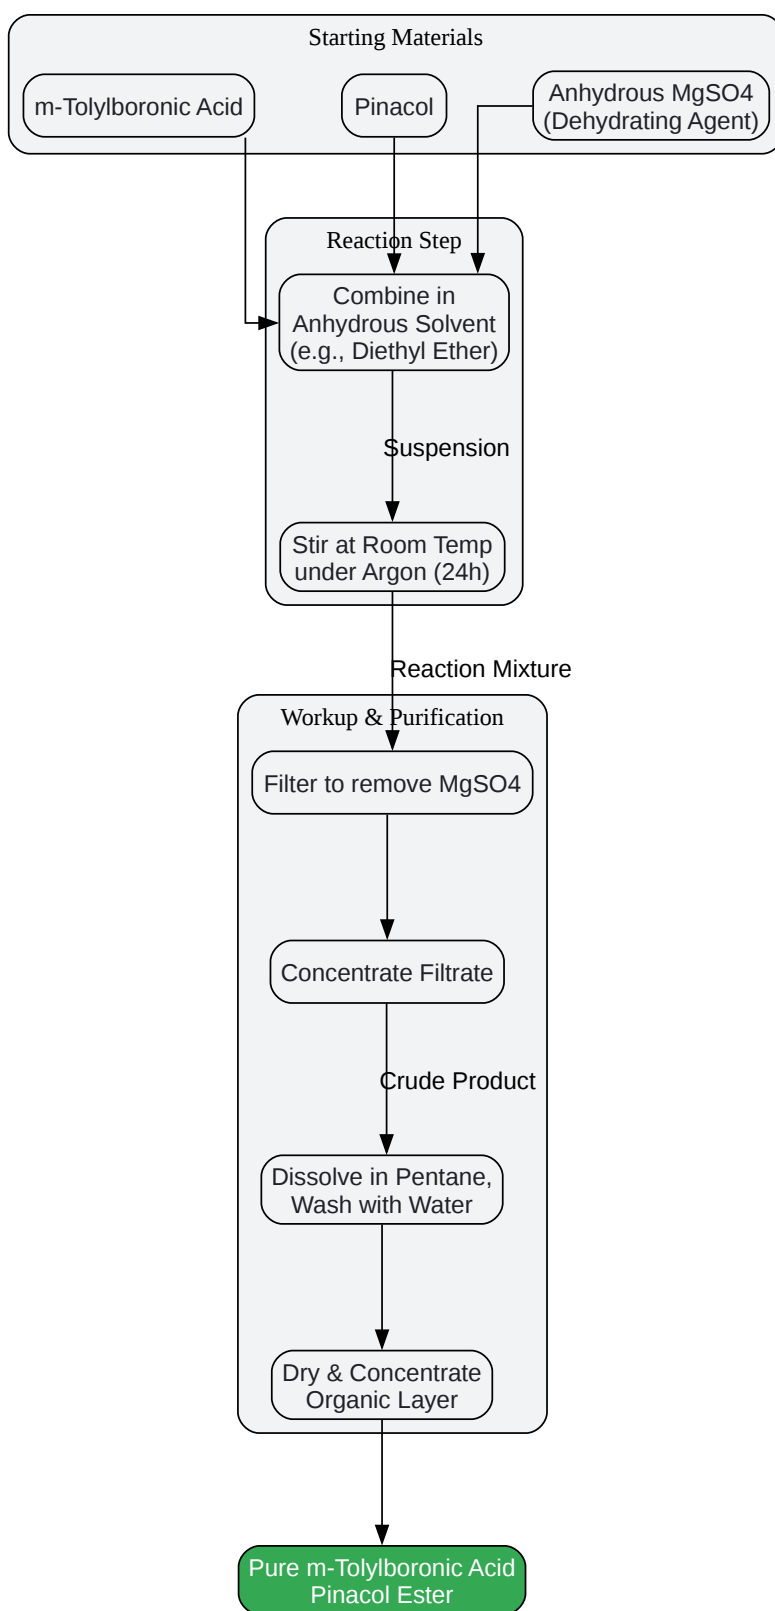 Starting Materials
m-Tolylboronic Acid
Pinacol
Anhydrous MgSO4
(Dehydrating Agent)
Reaction Step
Combine in
Anhydrous Solvent
(e.g., Diethyl Ether)
Suspension
Stir at Room Temp
under Argon (24h)
Reaction Mixture
Workup & Purification
Filter to remove MgSO4
Concentrate Filtrate
Crude Product
Dissolve in Pentane,
Wash with Water
Dry & Concentrate
Organic Layer
Pure m-Tolylboronic Acid
Pinacol Ester